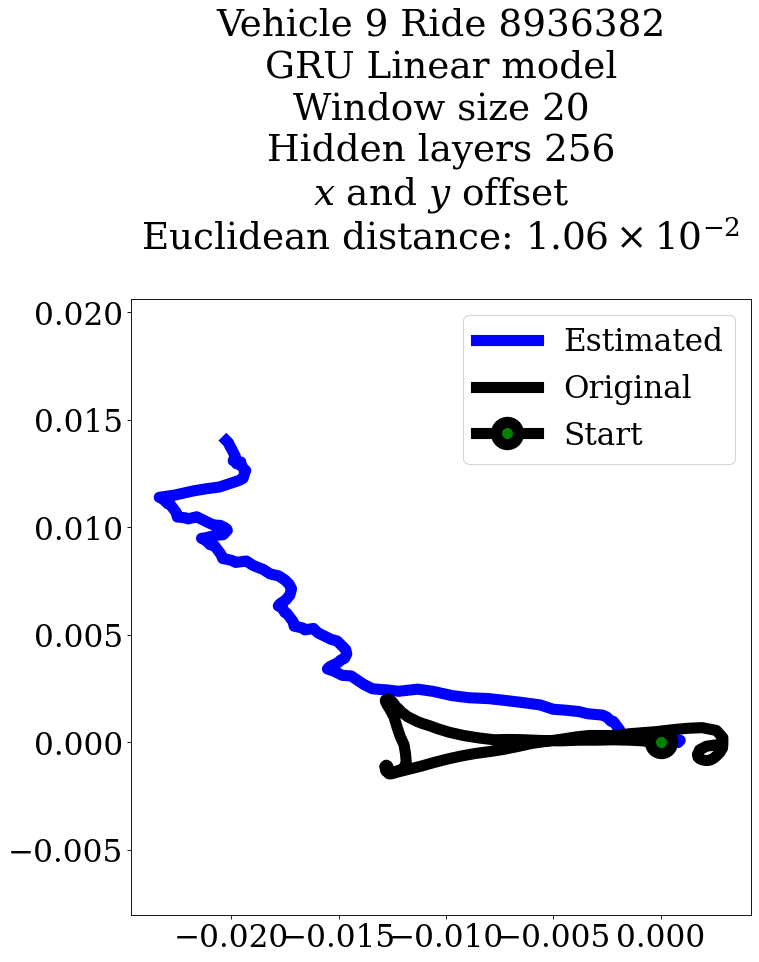 Vehicle 9 Ride 8936382
GRU Linear model
Window size 20
Hidden layers 256
x and y offset
Euclidean distance: 1.06 × 10⁻²
0.020
0.015
0.010
0.005
0.000
−0.005
Estimated
Original
Start
−0.020 −0.015 −0.010 −0.005 0.000